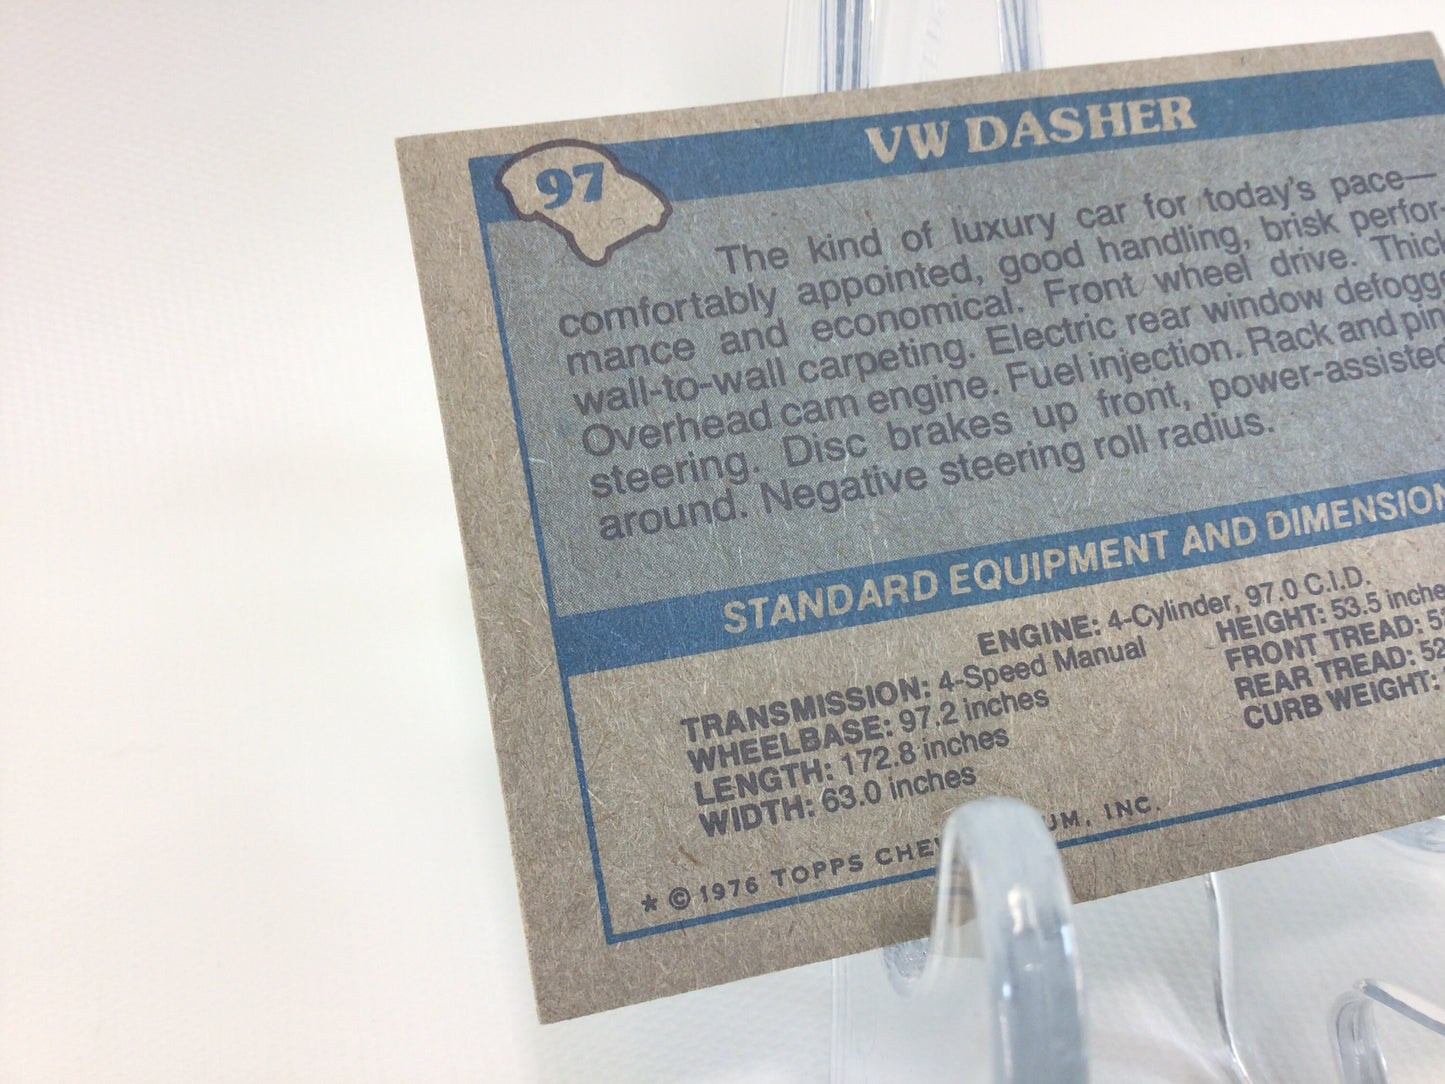 97
VW DASHER
The kind of luxury car for today's pace—
comfortably appointed, good handling, brisk perfor-
mance and economical. Front wheel drive. Thick
wall-to-wall carpeting. Electric rear window defogg
Overhead cam engine. Fuel injection. Rack and pin
steering. Disc brakes up front, power-assisted
around. Negative steering roll radius.
STANDARD EQUIPMENT AND DIMENSION
ENGINE: 4-Cylinder, 97.0 C.I.D.
TRANSMISSION: 4-Speed Manual
WHEELBASE: 97.2 inches
LENGTH: 172.8 inches
WIDTH: 63.0 inches
HEIGHT: 53.5 inche
FRONT TREAD:
REAR TREAD: 52
CURB WEIGHT:
* © 1976 TOPPS CHEW UM, INC.